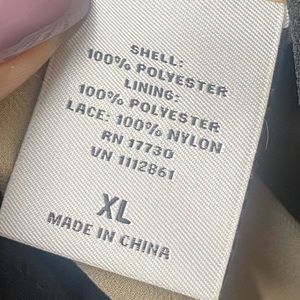 SHELL:
100% POLYESTER
LINING:
100% POLYESTER
LACE: 100% NYLON
RN 17730
VN 1112861
XL
MADE IN CHINA